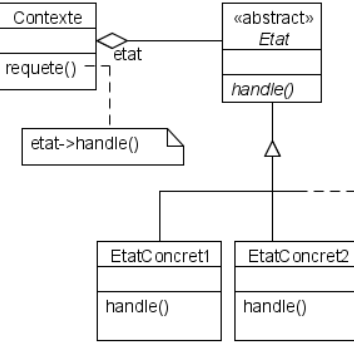 Contexte
requete()
etat
«abstract»
Etat
handle()
etat->handle()
EtatConcret1
handle()
EtatConcret2
handle()